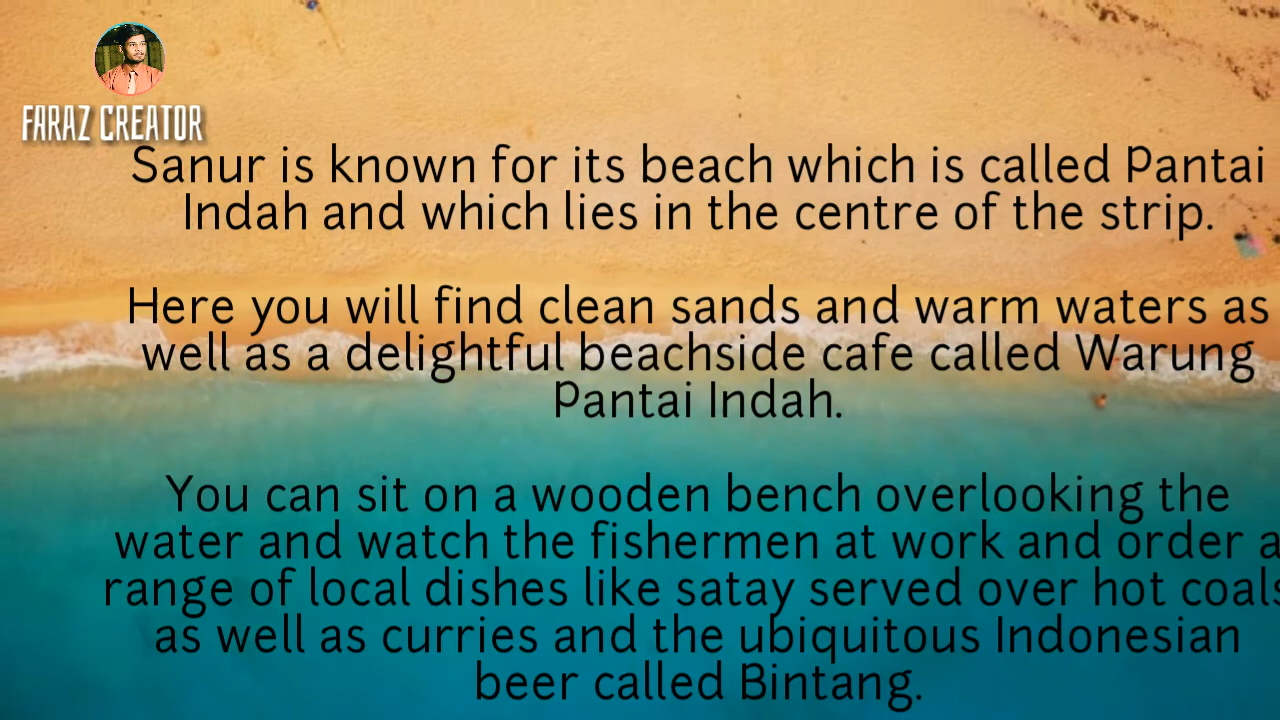 FARAZ CREATOR
Sanur is known for its beach which is called Pantai
Indah and which lies in the centre of the strip.
Here you will find clean sands and warm waters as
well as a delightful beachside cafe called Warung
Pantai Indah.
You can sit on a wooden bench overlooking the
water and watch the fishermen at work and order a
range of local dishes like satay served over hot coals
as well as curries and the ubiquitous Indonesian
beer called Bintang.